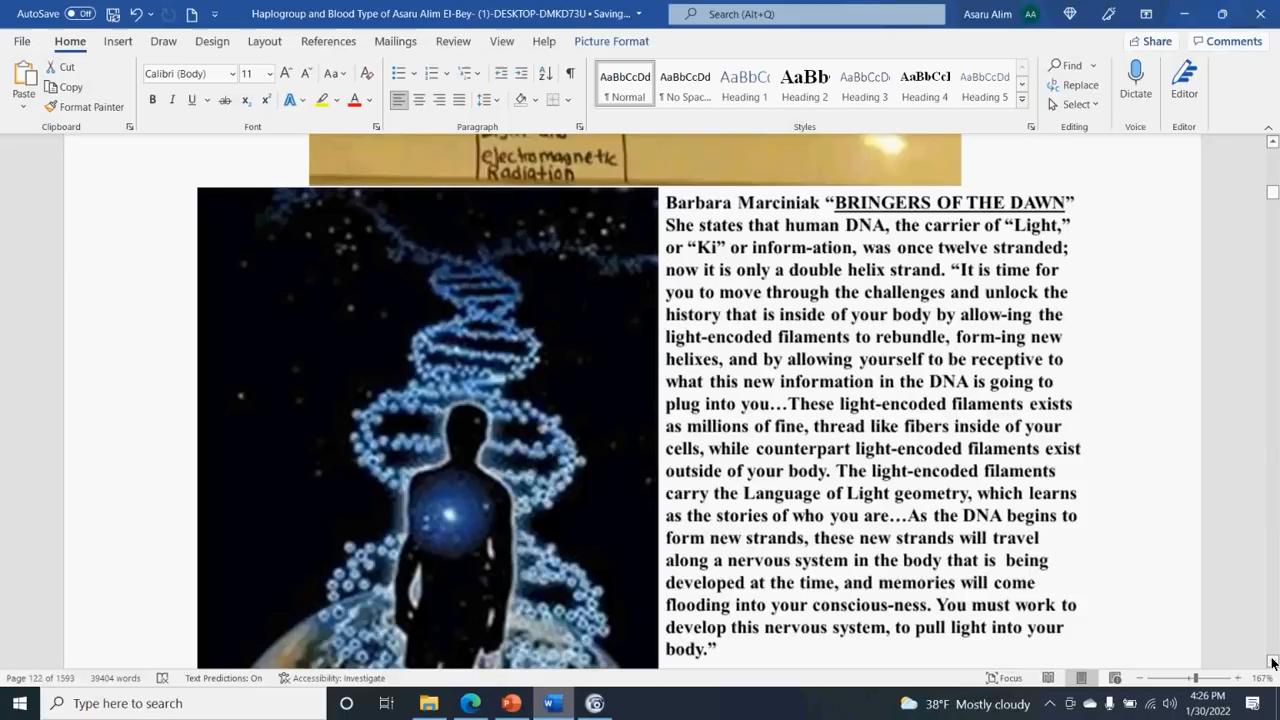 AutoSave Off Haplogroup and Blood Type of Asaru Alim El-Bey- (1)-DESKTOP-DMKD73U • Saving... Search (Alt+Q) Asaru Alim AA
File Home Insert Draw Design Layout References Mailings Review View Help Picture Format Share Comments
Paste Cut Copy Format Painter
Calibri (Body) 11
AaBbCcDd AaBbCcDd AaBbCc AaBb AaBbCcDd AaBbCcI AaBbCcDd
¶ Normal ¶ No Spac... Heading 1 Heading 2 Heading 3 Heading 4 Heading 5
Find Replace Select Dictate Editor
Clipboard Font Paragraph Styles Editing Voice Editor
electromagnetic
Radiation
Barbara Marciniak “BRINGERS OF THE DAWN”
She states that human DNA, the carrier of “Light,”
or “Ki” or inform-ation, was once twelve stranded;
now it is only a double helix strand. “It is time for
you to move through the challenges and unlock the
history that is inside of your body by allow-ing the
light-encoded filaments to rebundle, form-ing new
helixes, and by allowing yourself to be receptive to
what this new information in the DNA is going to
plug into you…These light-encoded filaments exists
as millions of fine, thread like fibers inside of your
cells, while counterpart light-encoded filaments exist
outside of your body. The light-encoded filaments
carry the Language of Light geometry, which learns
as the stories of who you are…As the DNA begins to
form new strands, these new strands will travel
along a nervous system in the body that is being
developed at the time, and memories will come
flooding into your conscious-ness. You must work to
develop this nervous system, to pull light into your
body.”
Page 122 of 1593 39404 words Text Predictions: On Accessibility: Investigate Focus 167%
Type here to search 38°F Mostly cloudy 4:26 PM
1/30/2022